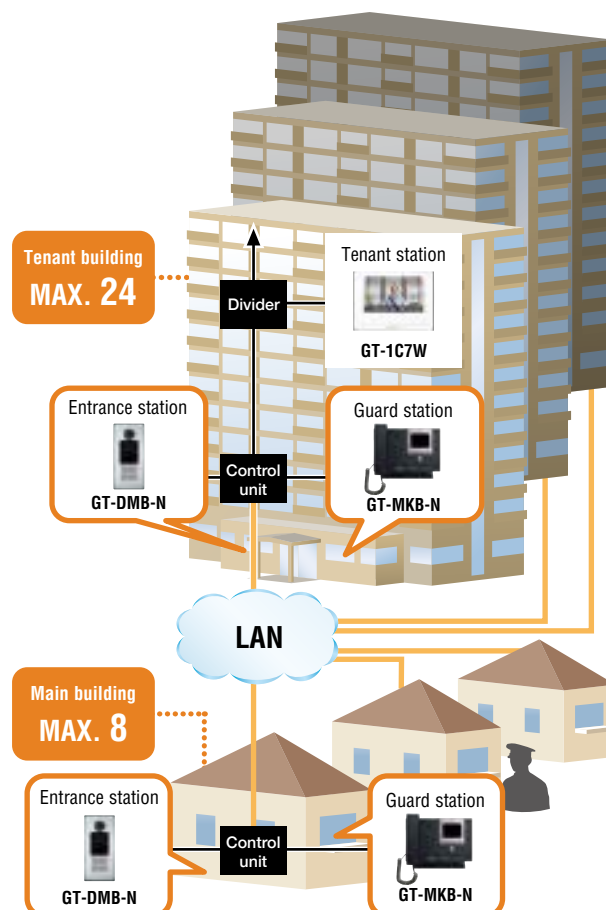 Tenant building
MAX. 24
Tenant station
Divider
GT-1C7W
Entrance station
GT-DMB-N
Guard station
GT-MKB-N
Control
unit
LAN
Main building
MAX. 8
Entrance station
GT-DMB-N
Control
unit
Guard station
GT-MKB-N